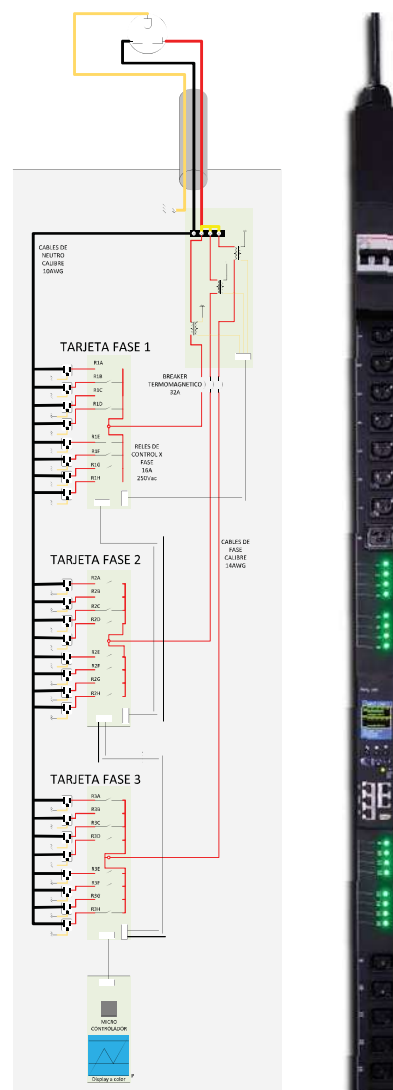 CABLES DE
NEUTRO
CALIBRE
10AWG
TARJETA FASE 1
R1A
R1B
R1C
R1D
R1E
R1F
R1G
R1H
BREAKER
TERMOMAGNETICO
32A
RELES DE
CONTROL X
FASE
16A
250Vac
CABLES DE
FASE
CALIBRE
14AWG
TARJETA FASE 2
R2A
R2B
R2C
R2D
R2E
R2F
R2G
R2H
TARJETA FASE 3
R3A
R3B
R3C
R3D
R3E
R3F
R3G
R3H
MICRO
CONTROLADOR
Display a color